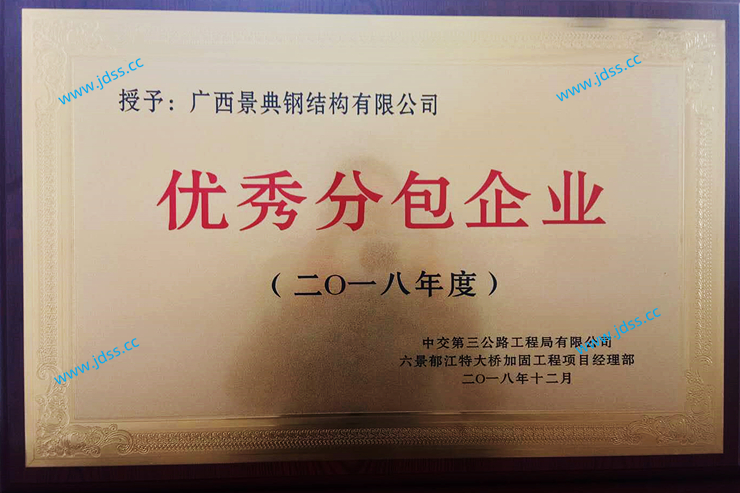 www.jdss.cc
www.jdss.cc
授予：广西景典钢结构有限公司
优秀分包企业
（二〇一八年度）
www.jdss.cc
www.jdss.cc
中交第三公路工程局有限公司
六景郁江特大桥加固工程项目经理部
二〇一八年十二月